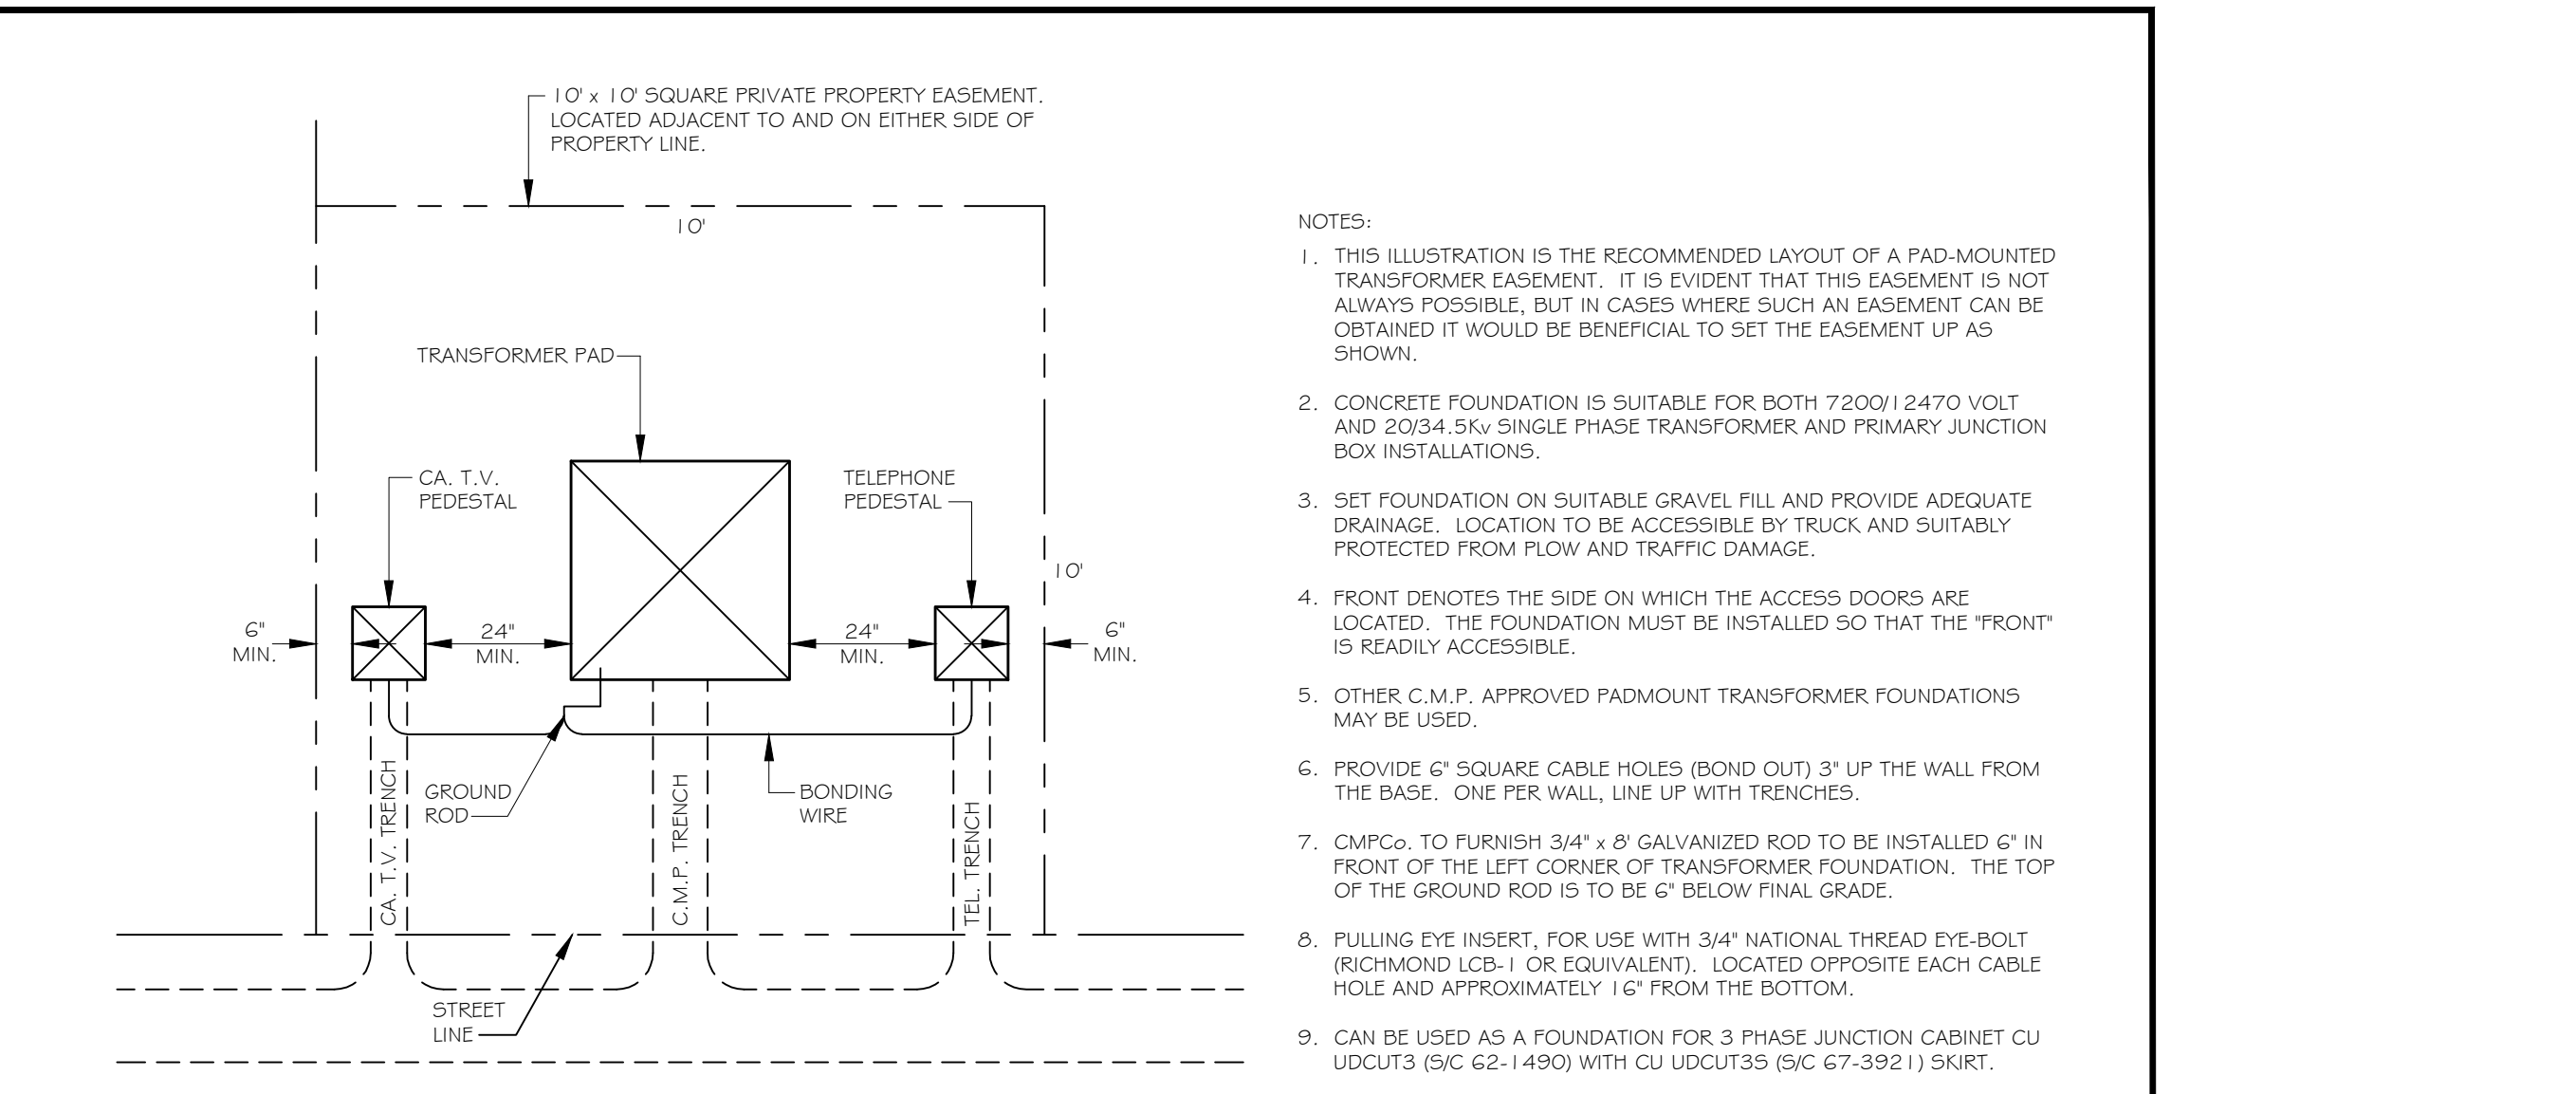 10' x 10' SQUARE PRIVATE PROPERTY EASEMENT.
LOCATED ADJACENT TO AND ON EITHER SIDE OF
PROPERTY LINE.
10'
TRANSFORMER PAD
CA. T.V.
PEDESTAL
TELEPHONE
PEDESTAL
10'
6"
MIN.
24"
MIN.
24"
MIN.
6"
MIN.
CA. T.V. TRENCH
GROUND
ROD
C.M.P. TRENCH
BONDING
WIRE
TEL. TRENCH
STREET
LINE
NOTES:
1. THIS ILLUSTRATION IS THE RECOMMENDED LAYOUT OF A PAD-MOUNTED
TRANSFORMER EASEMENT. IT IS EVIDENT THAT THIS EASEMENT IS NOT
ALWAYS POSSIBLE, BUT IN CASES WHERE SUCH AN EASEMENT CAN BE
OBTAINED IT WOULD BE BENEFICIAL TO SET THE EASEMENT UP AS
SHOWN.
2. CONCRETE FOUNDATION IS SUITABLE FOR BOTH 7200/12470 VOLT
AND 20/34.5Kv SINGLE PHASE TRANSFORMER AND PRIMARY JUNCTION
BOX INSTALLATIONS.
3. SET FOUNDATION ON SUITABLE GRAVEL FILL AND PROVIDE ADEQUATE
DRAINAGE. LOCATION TO BE ACCESSIBLE BY TRUCK AND SUITABLY
PROTECTED FROM PLOW AND TRAFFIC DAMAGE.
4. FRONT DENOTES THE SIDE ON WHICH THE ACCESS DOORS ARE
LOCATED. THE FOUNDATION MUST BE INSTALLED SO THAT THE "FRONT"
IS READILY ACCESSIBLE.
5. OTHER C.M.P. APPROVED PADMOUNT TRANSFORMER FOUNDATIONS
MAY BE USED.
6. PROVIDE 6" SQUARE CABLE HOLES (BOND OUT) 3" UP THE WALL FROM
THE BASE. ONE PER WALL, LINE UP WITH TRENCHES.
7. CMPCo. TO FURNISH 3/4" x 8' GALVANIZED ROD TO BE INSTALLED 6" IN
FRONT OF THE LEFT CORNER OF TRANSFORMER FOUNDATION. THE TOP
OF THE GROUND ROD IS TO BE 6" BELOW FINAL GRADE.
8. PULLING EYE INSERT, FOR USE WITH 3/4" NATIONAL THREAD EYE-BOLT
(RICHMOND LCB-1 OR EQUIVALENT). LOCATED OPPOSITE EACH CABLE
HOLE AND APPROXIMATELY 16" FROM THE BOTTOM.
9. CAN BE USED AS A FOUNDATION FOR 3 PHASE JUNCTION CABINET CU
UDCUT3 (S/C 62-1490) WITH CU UDCUT3S (S/C 67-3921) SKIRT.